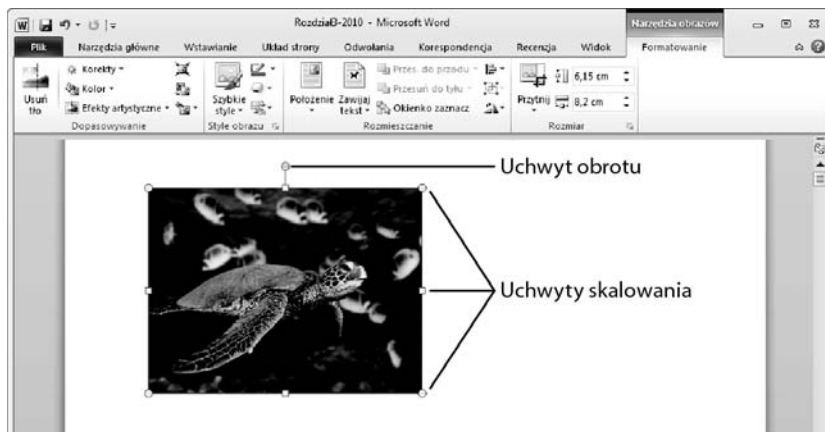 Rozdział3-2010 - Microsoft Word
Narzędzia obrazów
Plik Narzędzia główne Wstawianie Układ strony Odwołania Korespondencja Recenzja Widok Formatowanie
Korekty
Przes. do przodu
6,15 cm
Kolor
Przesuń do tyłu
Usuń tło
Efekty artystyczne
Szybkie style
Położenie
Zawijaj tekst
Okienko zaznacz.
Przytnij
8,2 cm
Dopasowywanie
Style obrazu
Rozmieszczanie
Rozmiar
Uchwyt obrotu
Uchwyty skalowania